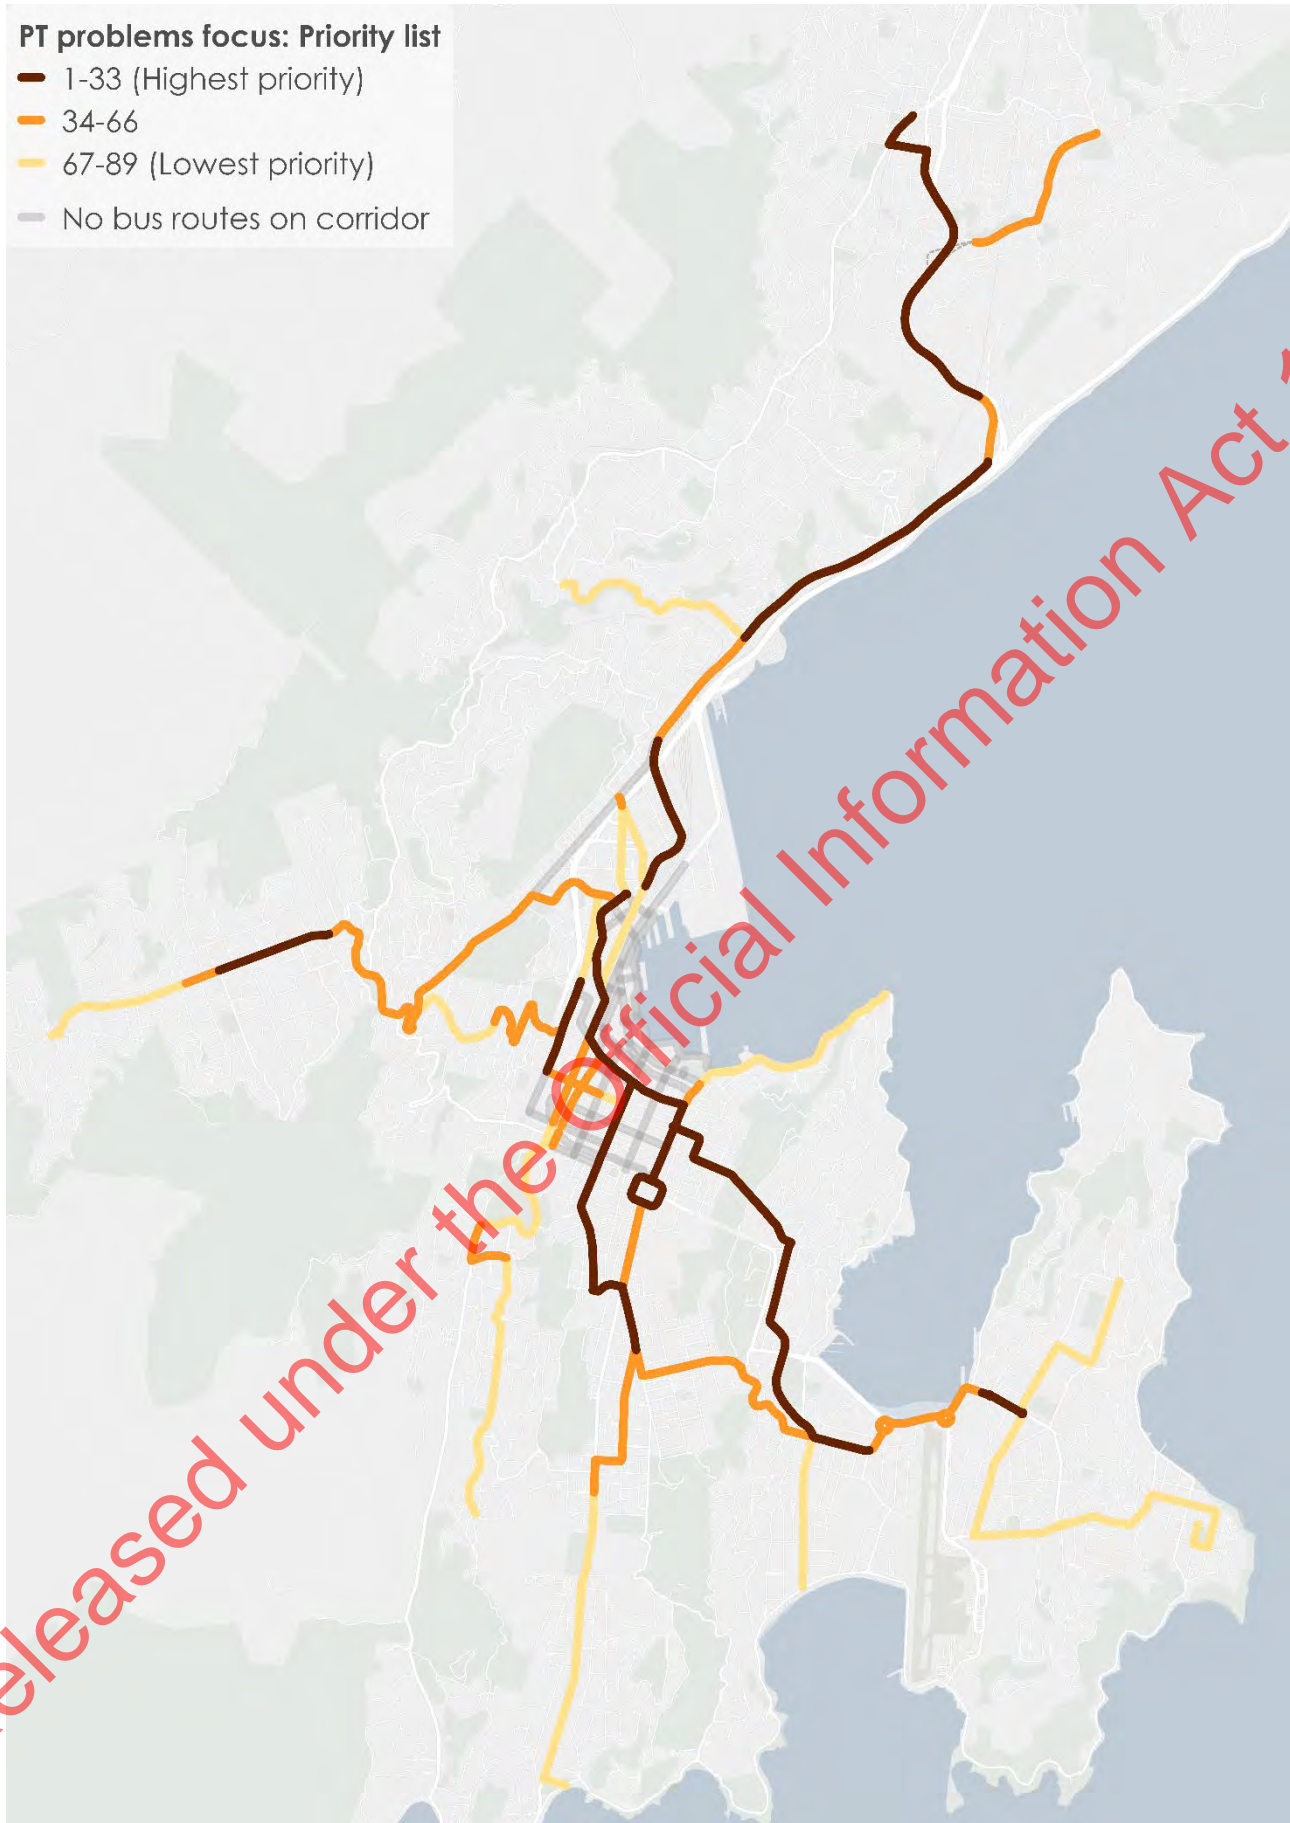 PT problems focus: Priority list
1-33 (Highest priority)
34-66
67-89 (Lowest priority)
No bus routes on corridor
eleased under the Official Information Act